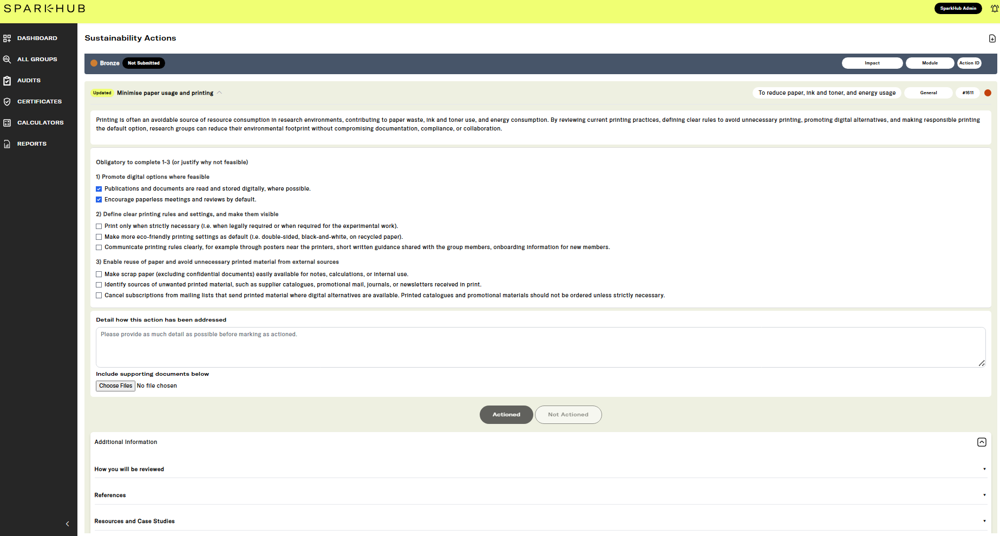 SPARKHUB
SparkHub Admin
DASHBOARD
ALL GROUPS
AUDITS
CERTIFICATES
CALCULATORS
REPORTS
Sustainability Actions
Bronze Not Submitted Impact Module Action ID
Updated Minimise paper usage and printing To reduce paper, ink and toner, and energy usage General #1611
Printing is often an avoidable source of resource consumption in research environments, contributing to paper waste, ink and toner use, and energy consumption. By reviewing current printing practices, defining clear rules to avoid unnecessary printing, promoting digital alternatives, and making responsible printing
the default option, research groups can reduce their environmental footprint without compromising documentation, compliance, or collaboration.
Obligatory to complete 1-3 (or justify why not feasible)
1) Promote digital options where feasible
Publications and documents are read and stored digitally, where possible.
Encourage paperless meetings and reviews by default.
2) Define clear printing rules and settings, and make them visible
Print only when strictly necessary (i.e. when legally required or when required for the experimental work).
Make more eco-friendly printing settings as default (i.e. double-sided, black-and-white, on recycled paper).
Communicate printing rules clearly, for example through posters near the printers, short written guidance shared with the group members, onboarding information for new members.
3) Enable reuse of paper and avoid unnecessary printed material from external sources
Make scrap paper (excluding confidential documents) easily available for notes, calculations, or internal use.
Identify sources of unwanted printed material, such as supplier catalogues, promotional mail, journals, or newsletters received in print.
Cancel subscriptions from mailing lists that send printed material where digital alternatives are available. Printed catalogues and promotional materials should not be ordered unless strictly necessary.
Detail how this action has been addressed
Please provide as much detail as possible before marking as actioned.
Include supporting documents below
Choose Files No file chosen
Actioned Not Actioned
Additional Information
How you will be reviewed
References
Resources and Case Studies